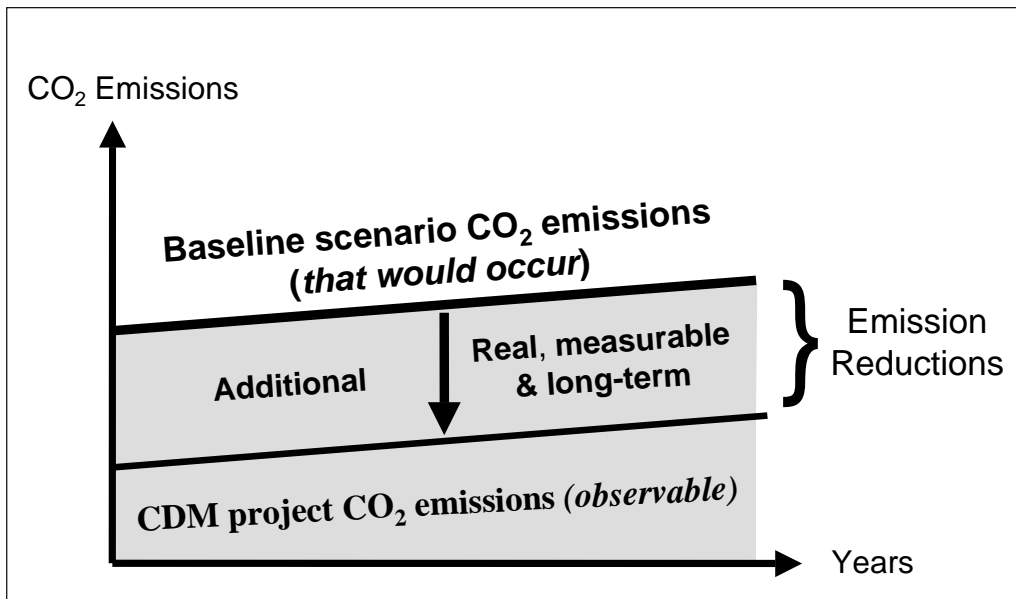 CO₂ Emissions
Baseline scenario CO₂ emissions
(that would occur)
Additional
Real, measurable
& long-term
Emission
Reductions
CDM project CO₂ emissions (observable)
Years